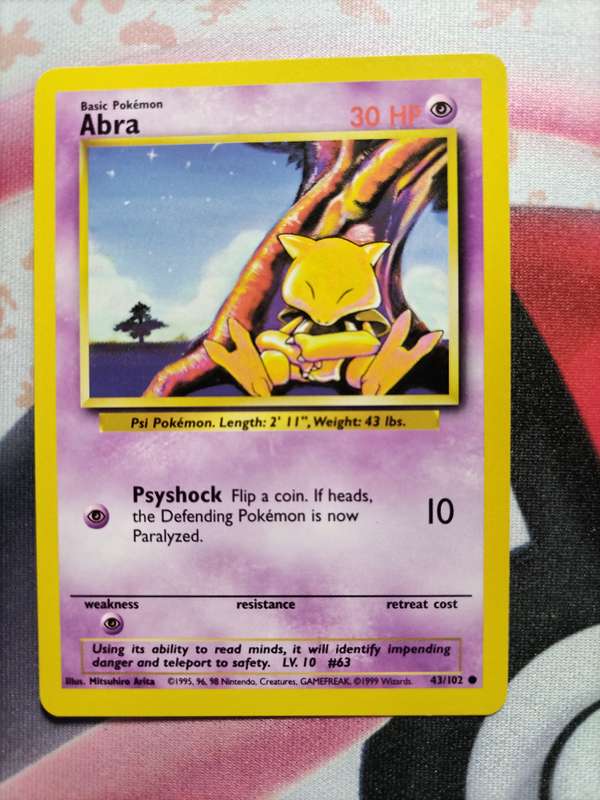 Basic Pokémon
Abra
30 HP
Psi Pokémon. Length: 2' 11", Weight: 43 lbs.
Psyshock Flip a coin. If heads,
the Defending Pokémon is now
Paralyzed.
10
weakness resistance retreat cost
Using its ability to read minds, it will identify impending
danger and teleport to safety. LV. 10 #63
Illus. Mitsuhiro Arita ©1995, 96, 98 Nintendo, Creatures, GAMEFREAK. ©1999 Wizards. 43/102